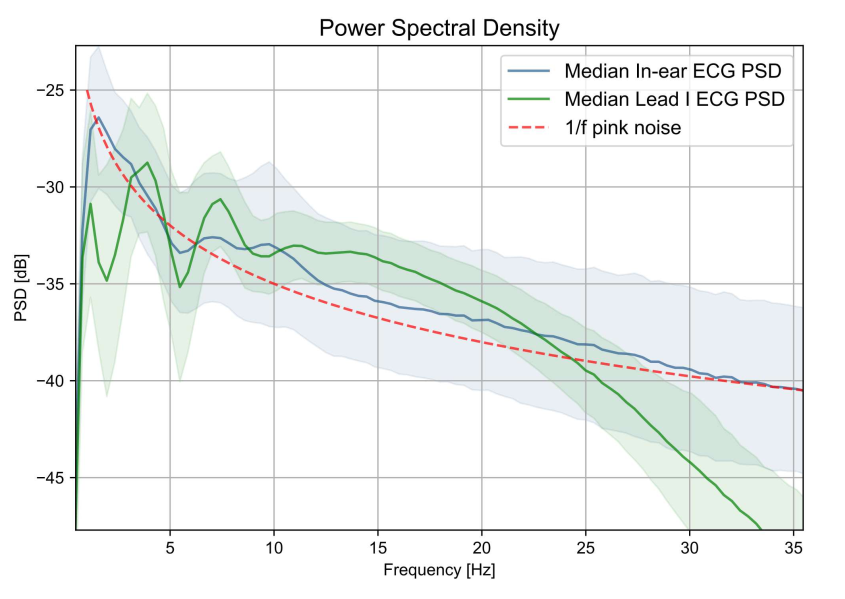 Power Spectral Density
Median In-ear ECG PSD
Median Lead I ECG PSD
1/f pink noise
−25
−30
−35
−40
−45
PSD [dB]
5 10 15 20 25 30 35
Frequency [Hz]